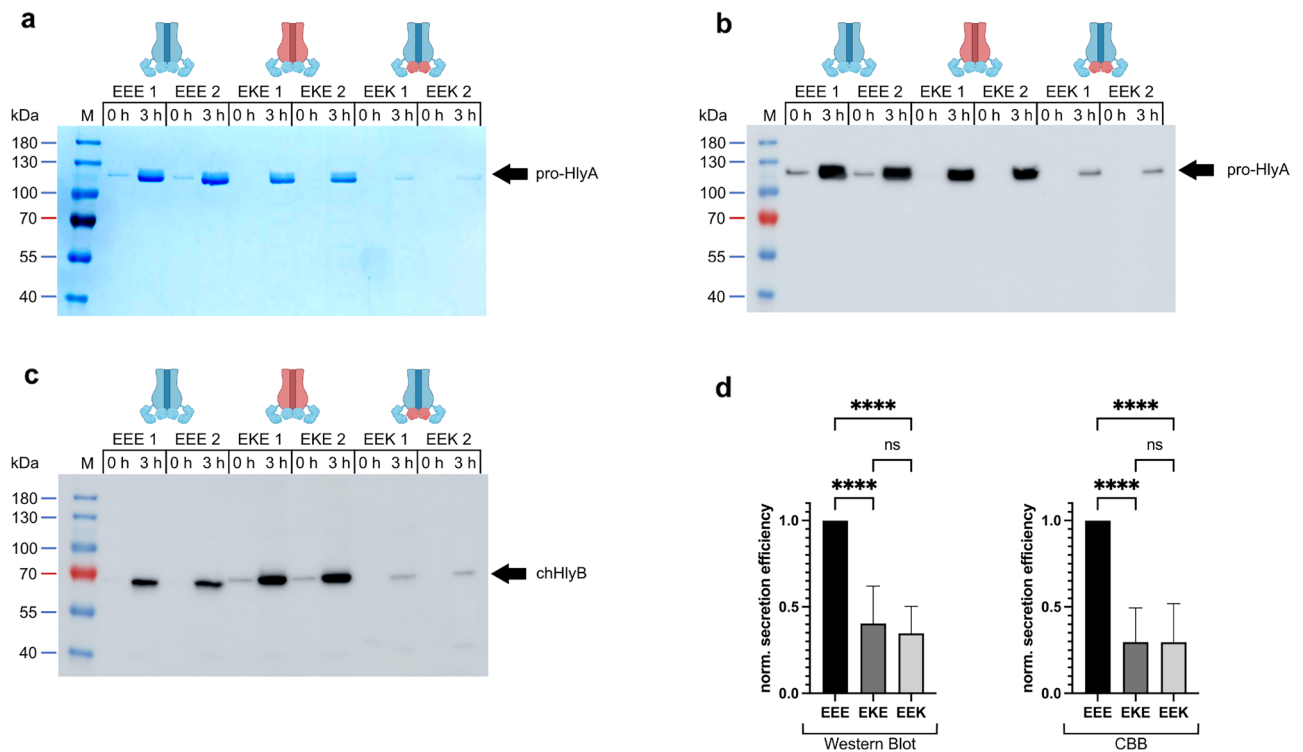 a
EEE 1 EEE 2 EKE 1 EKE 2 EEK 1 EEK 2
kDa M 0 h 3 h 0 h 3 h 0 h 3 h 0 h 3 h 0 h 3 h 0 h 3 h
180
130
pro-HlyA
100
70
55
40
b
EEE 1 EEE 2 EKE 1 EKE 2 EEK 1 EEK 2
kDa M 0 h 3 h 0 h 3 h 0 h 3 h 0 h 3 h 0 h 3 h 0 h 3 h
180
130
pro-HlyA
100
70
55
40
c
EEE 1 EEE 2 EKE 1 EKE 2 EEK 1 EEK 2
kDa M 0 h 3 h 0 h 3 h 0 h 3 h 0 h 3 h 0 h 3 h 0 h 3 h
180
130
100
70 chHlyB
55
40
d
****
ns
****
norm. secretion efficiency
1.0
0.5
0.0
EEE EKE EEK
Western Blot
****
ns
****
norm. secretion efficiency
1.0
0.5
0.0
EEE EKE EEK
CBB